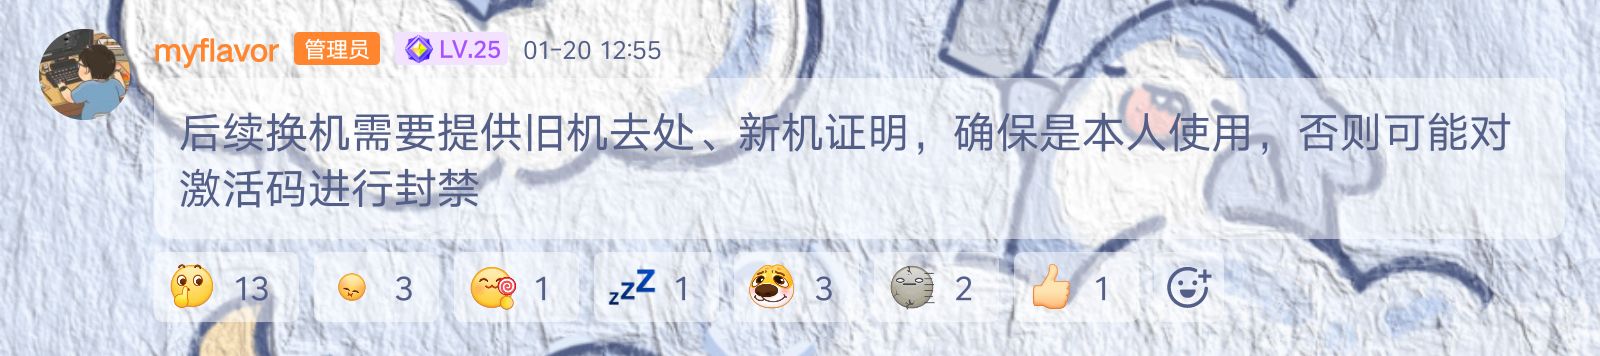 myflavor 管理员 LV.25 01-20 12:55
后续换机需要提供旧机去处、新机证明，确保是本人使用，否则可能对
激活码进行封禁
13 3 1 zzZ 1 3 2 1